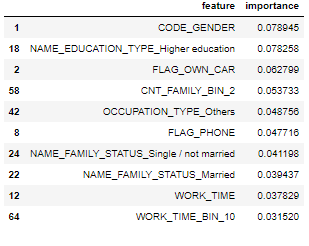 feature importance
1 CODE_GENDER 0.078945
18 NAME_EDUCATION_TYPE_Higher education 0.078258
2 FLAG_OWN_CAR 0.062799
58 CNT_FAMILY_BIN_2 0.053733
42 OCCUPATION_TYPE_Others 0.048756
8 FLAG_PHONE 0.047716
24 NAME_FAMILY_STATUS_Single / not married 0.041198
22 NAME_FAMILY_STATUS_Married 0.039437
12 WORK_TIME 0.037829
64 WORK_TIME_BIN_10 0.031520